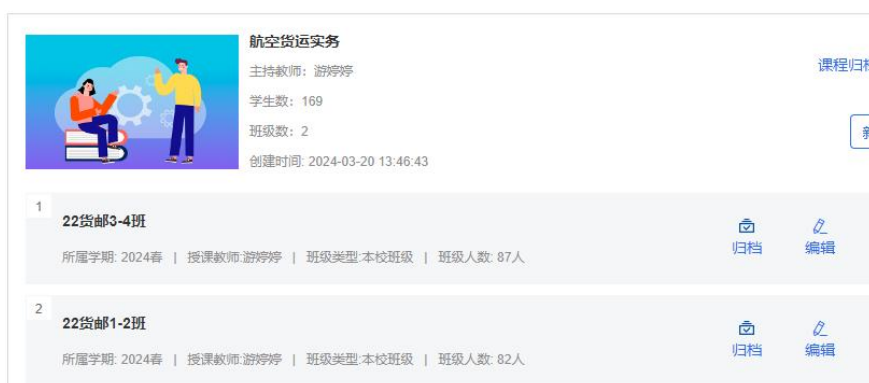 航空货运实务
主持教师：游婷婷
课程归档
学生数：169
班级数：2
创建时间: 2024-03-20 13:46:43
1
22货邮3-4班
所属学期: 2024春 | 授课教师:游婷婷 | 班级类型:本校班级 | 班级人数: 87人
归档
编辑
2
22货邮1-2班
所属学期: 2024春 | 授课教师:游婷婷 | 班级类型:本校班级 | 班级人数: 82人
归档
编辑